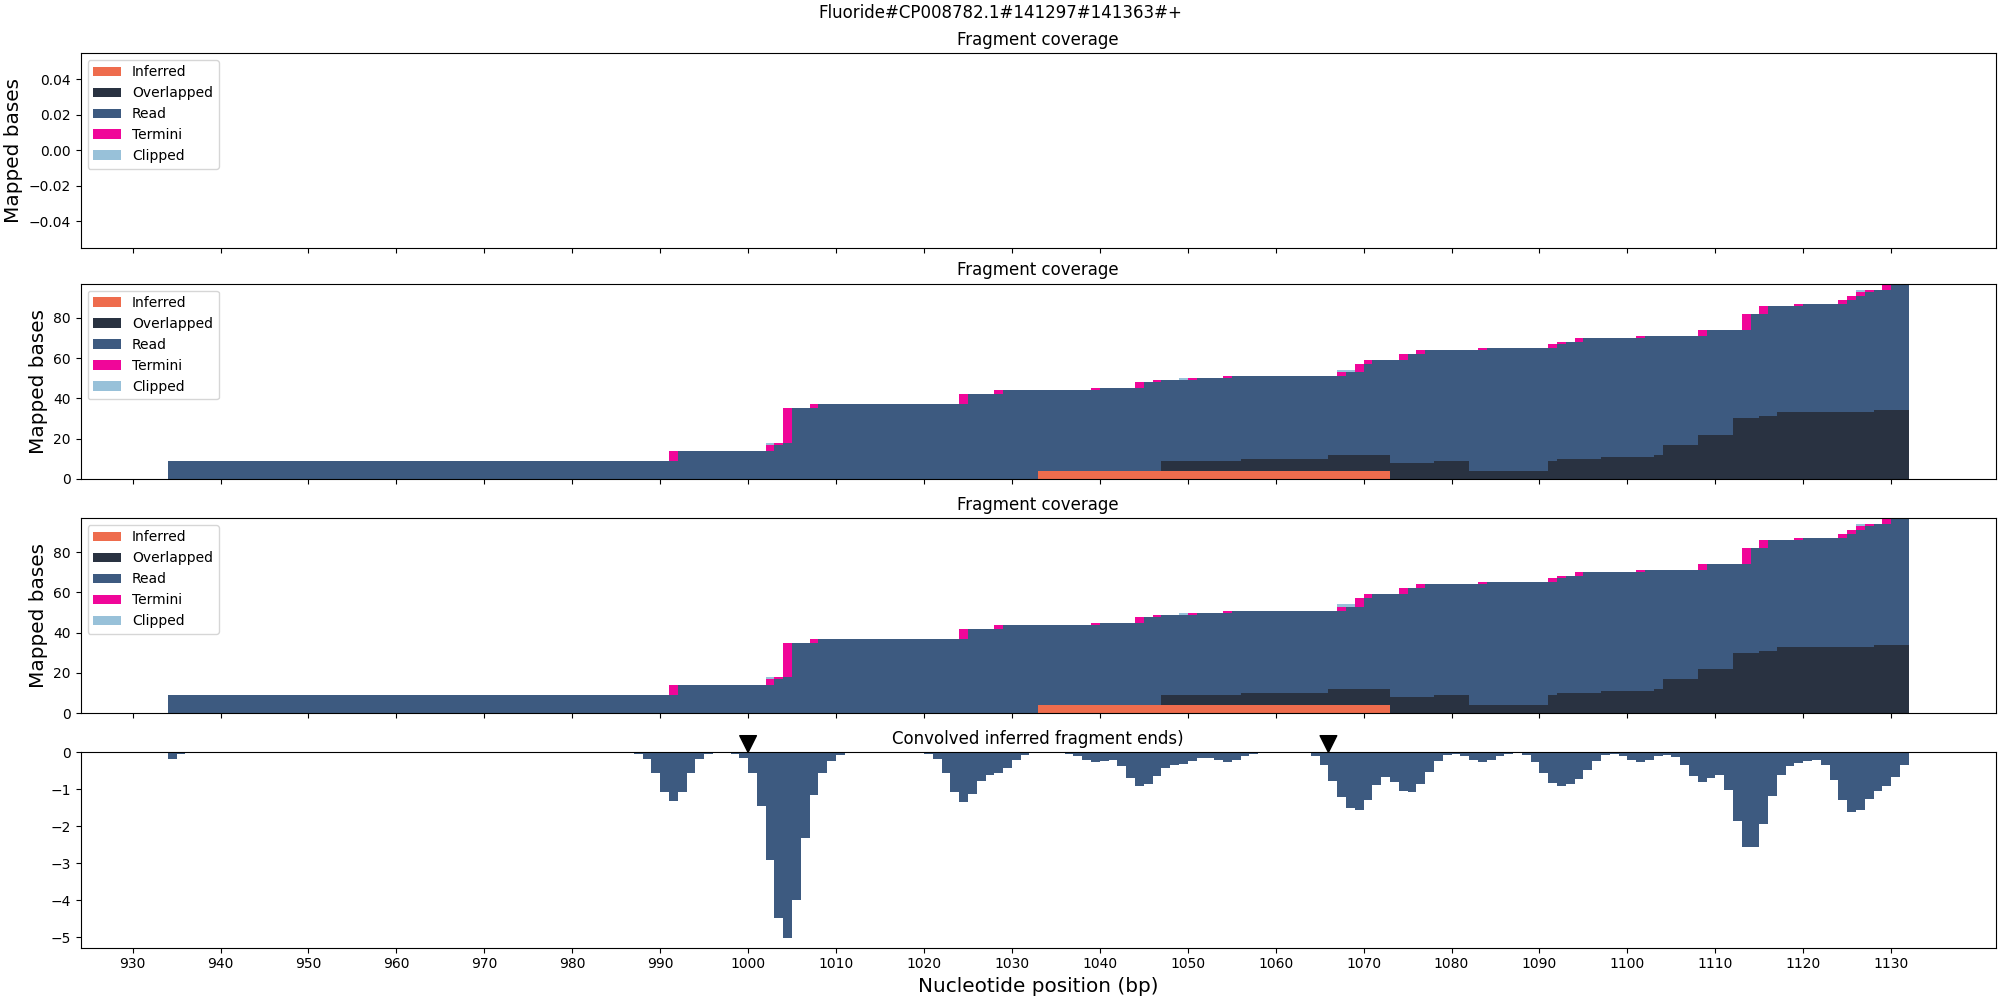 Fluoride#CP008782.1#141297#141363#+
Fragment coverage
Mapped bases
0.04
0.02
0.00
−0.02
−0.04
Inferred
Overlapped
Read
Termini
Clipped
Fragment coverage
Mapped bases
80
60
40
20
0
Inferred
Overlapped
Read
Termini
Clipped
Fragment coverage
Mapped bases
80
60
40
20
0
Inferred
Overlapped
Read
Termini
Clipped
Convolved inferred fragment ends)
0
−1
−2
−3
−4
−5
930 940 950 960 970 980 990 1000 1010 1020 1030 1040 1050 1060 1070 1080 1090 1100 1110 1120 1130
Nucleotide position (bp)